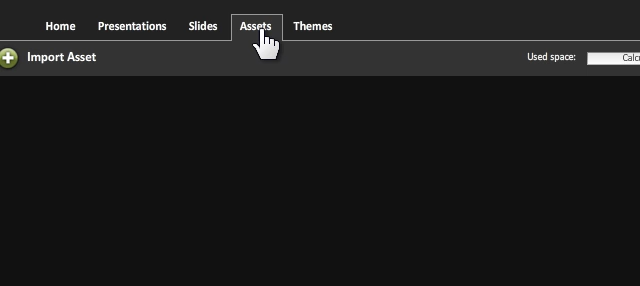 Home Presentations Slides Assets Themes
Import Asset Used space: